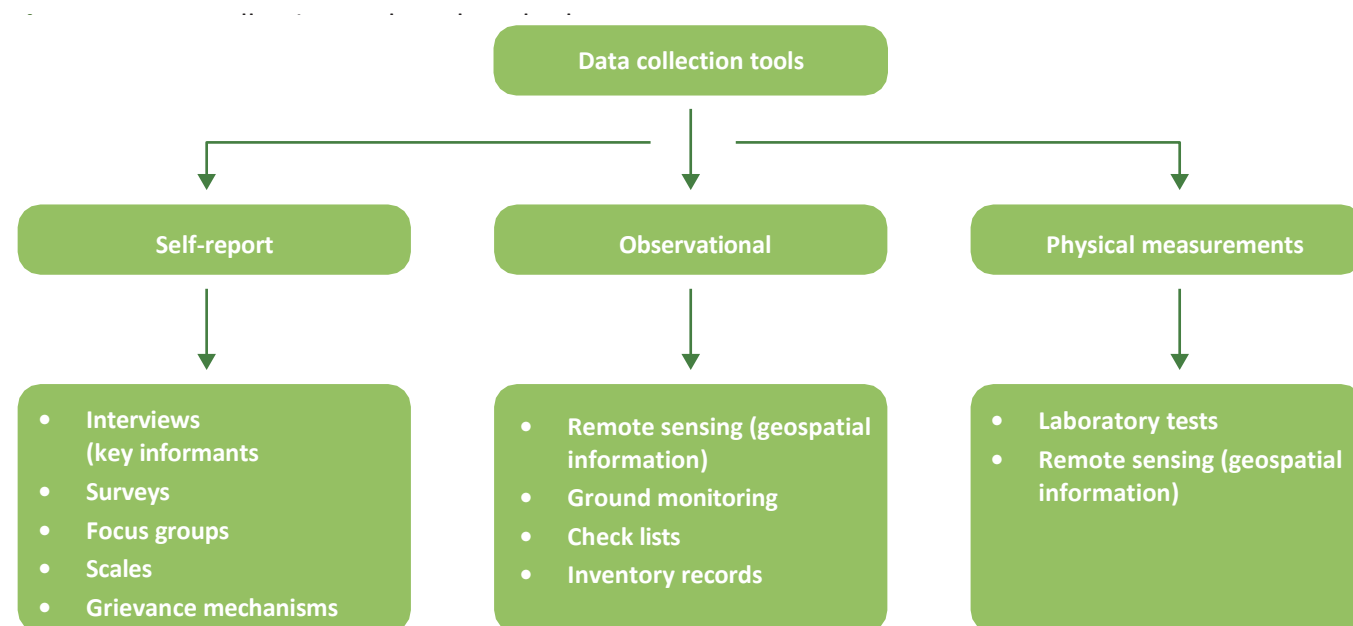 Data collection tools
Self-report
Observational
Physical measurements
• Interviews
(key informants
• Surveys
• Focus groups
• Scales
• Grievance mechanisms
• Remote sensing (geospatial
information)
• Ground monitoring
• Check lists
• Inventory records
• Laboratory tests
• Remote sensing (geospatial
information)